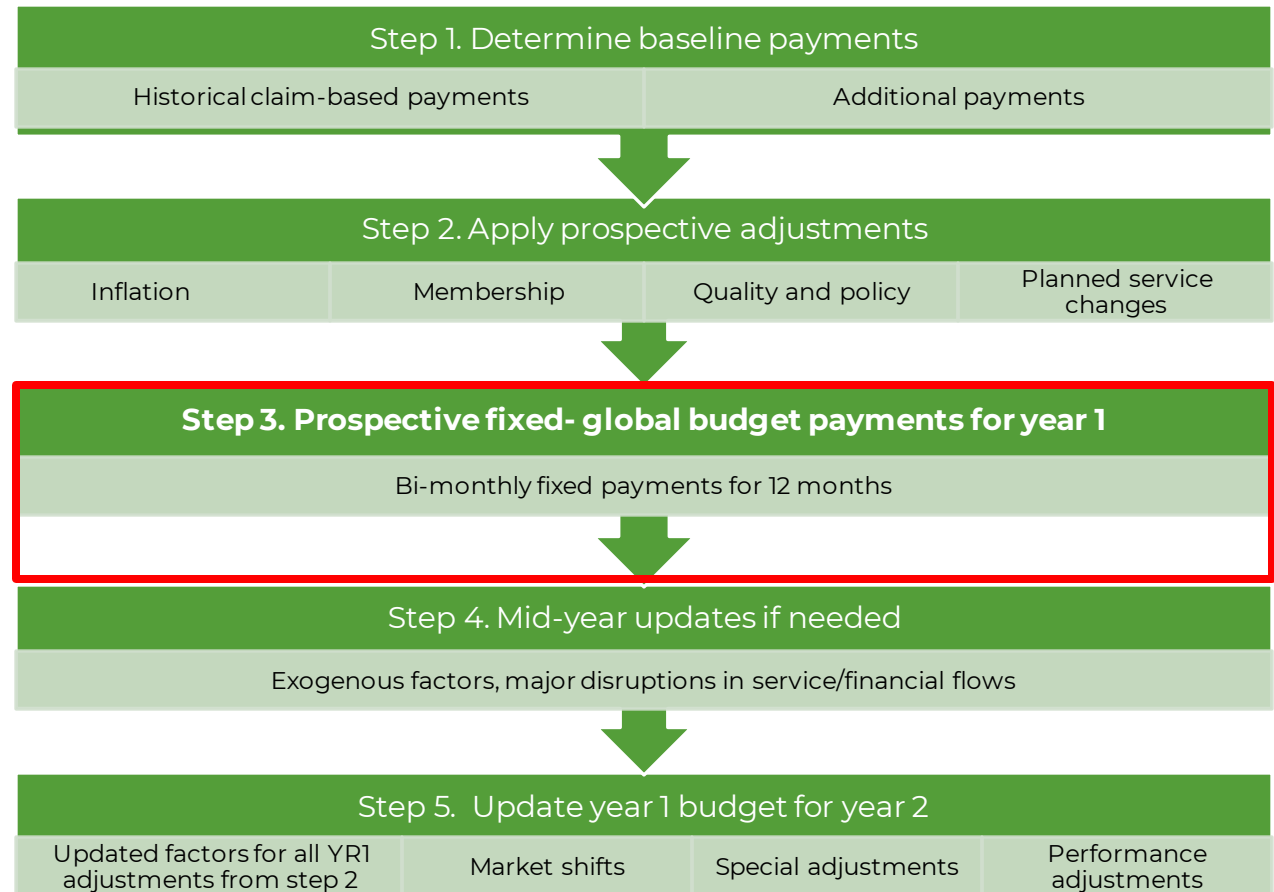 Step 1. Determine baseline payments
Historical claim-based payments
Additional payments
Step 2. Apply prospective adjustments
Inflation
Membership
Quality and policy
Planned service
changes
Step 3. Prospective fixed- global budget payments for year 1
Bi-monthly fixed payments for 12 months
Step 4. Mid-year updates if needed
Exogenous factors, major disruptions in service/financial flows
Step 5. Update year 1 budget for year 2
Updated factors for all YR1
adjustments from step 2
Market shifts
Special adjustments
Performance
adjustments